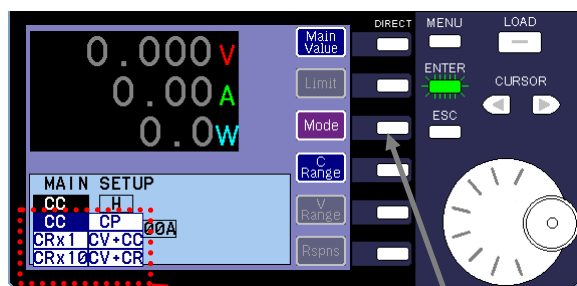 DIRECT
MENU
LOAD
0.000V
0.00A
0.0W
Main
Value
Limit
Mode
C
Range
V
Range
Rspns
ENTER
CURSOR
ESC
MAIN SETUP
CC H
CC CP 00A
CRx1 CV+CC
CRx10 CV+CR